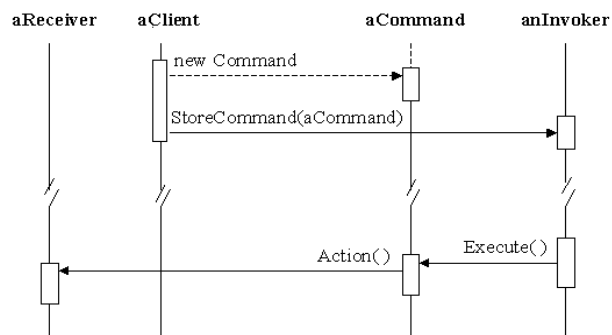 aReceiver aClient aCommand anInvoker
new Command
StoreCommand(aCommand)
Execute()
Action()